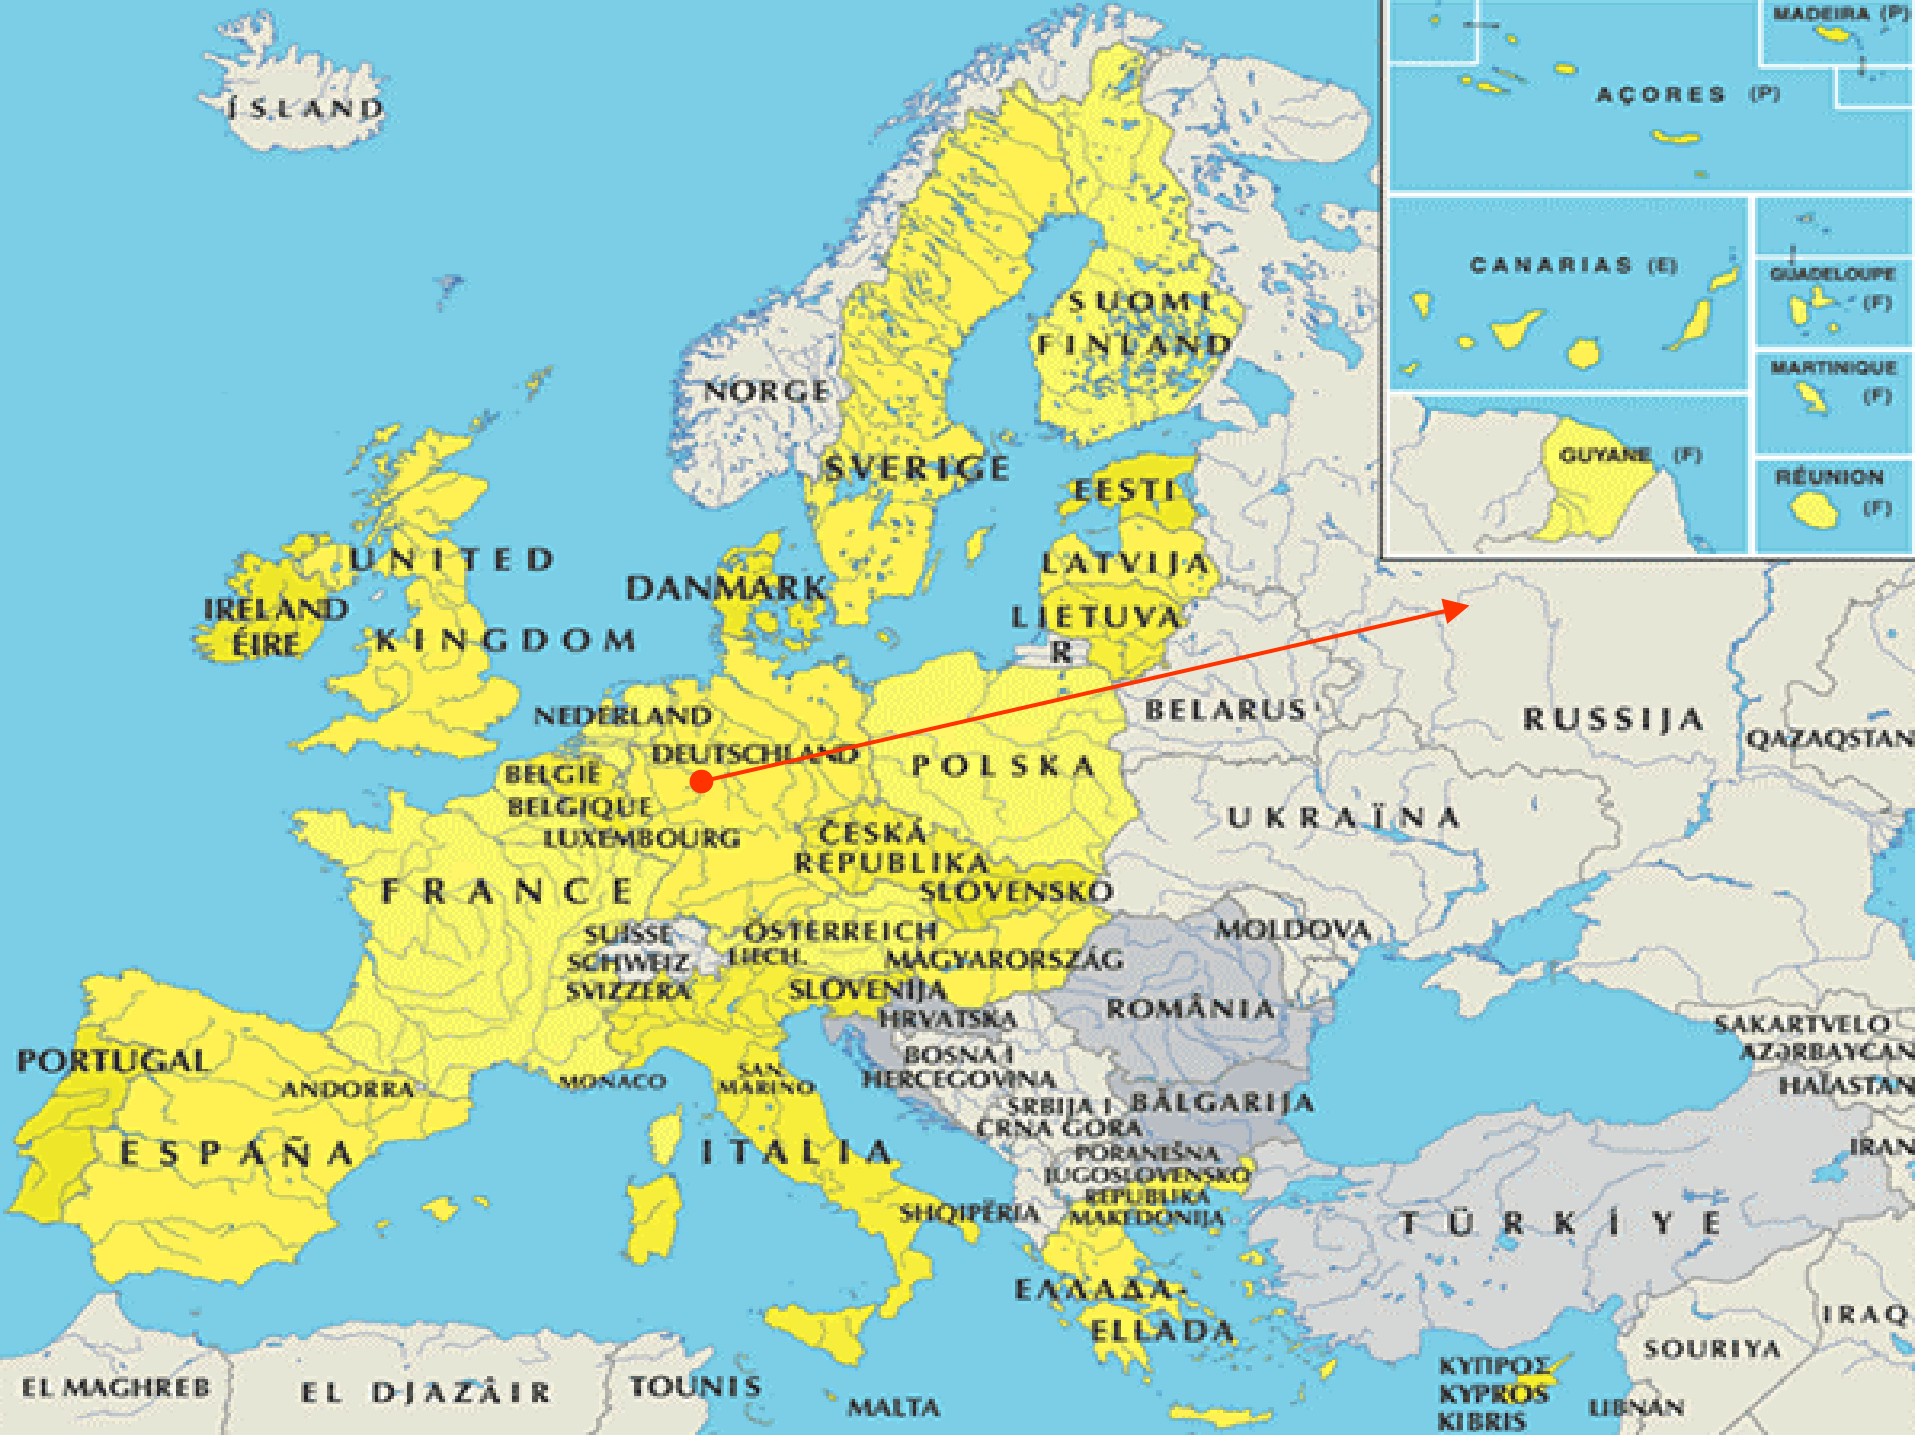 MADEIRA (P)
AÇORES (P)
ÍSLAND
CANARIAS (E)
GUADELOUPE
(F)
SUOMI
FINLAND
MARTINIQUE
(F)
NORGE
GUYANE (F)
SVERIGE
RÉUNION
(F)
EESTI
UNITED
KINGDOM
LATVIJA
DANMARK
IRELAND
ÉIRE
LIETUVA
R
NEDERLAND
BELARUS
RUSSIJA
QAZAQSTAN
DEUTSCHLAND
POLSKA
BELGIË
BELGIQUE
LUXEMBOURG
UKRAÏNA
ČESKÁ
REPUBLIKA
FRANCE
SLOVENSKO
SUISSE
SCHWEIZ
SVIZZERA
ÖSTERREICH
LIECH.
MAGYARORSZÁG
MOLDOVA
SLOVENIJA
HRVATSKA
ROMÂNIA
SAKARTVELO
AZƏRBAYCAN
HAÏASTAN
BOSNA I
HERCEGOVINA
PORTUGAL
ANDORRA
MONACO
SAN
MARINO
SRBIJA I
CRNA GORA
BĂLGARIJA
IRAN
ESPAÑA
ITALIA
PORANEŠNA
JUGOSLOVENSKO
REPUBLIKA
MAKEDONIJA
SHQIPËRIA
TÜRKİYE
ΕΛΛΑΔΑ-
ELLADA
IRAQ
SOURIYA
EL MAGHREB
EL DJAZÂIR
TOUNIS
MALTA
ΚΥΠΡΟΣ
KYPROS
KIBRIS
LIBNÁN